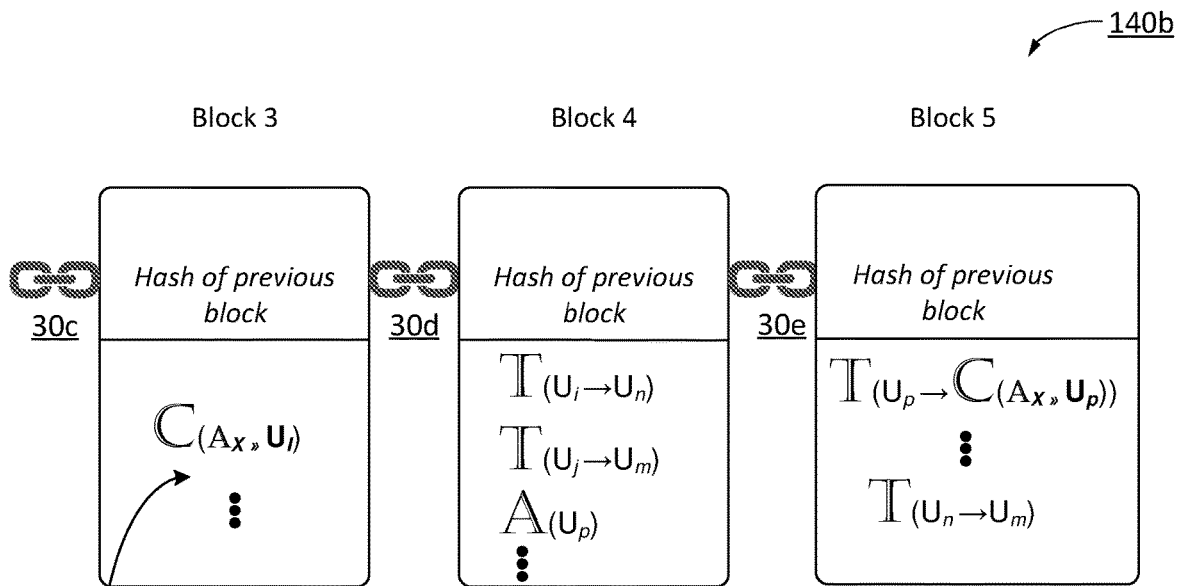 140b
Block 3
Block 4
Block 5
Hash of previous
block
Hash of previous
block
Hash of previous
block
30c
30d
30e
ℂ(A_X », U_I)
𝕋(U_i→U_n)
𝕋(U_j→U_m)
𝔸(U_p)
𝕋(U_p→ℂ(A_X », U_p))
𝕋(U_n→U_m)